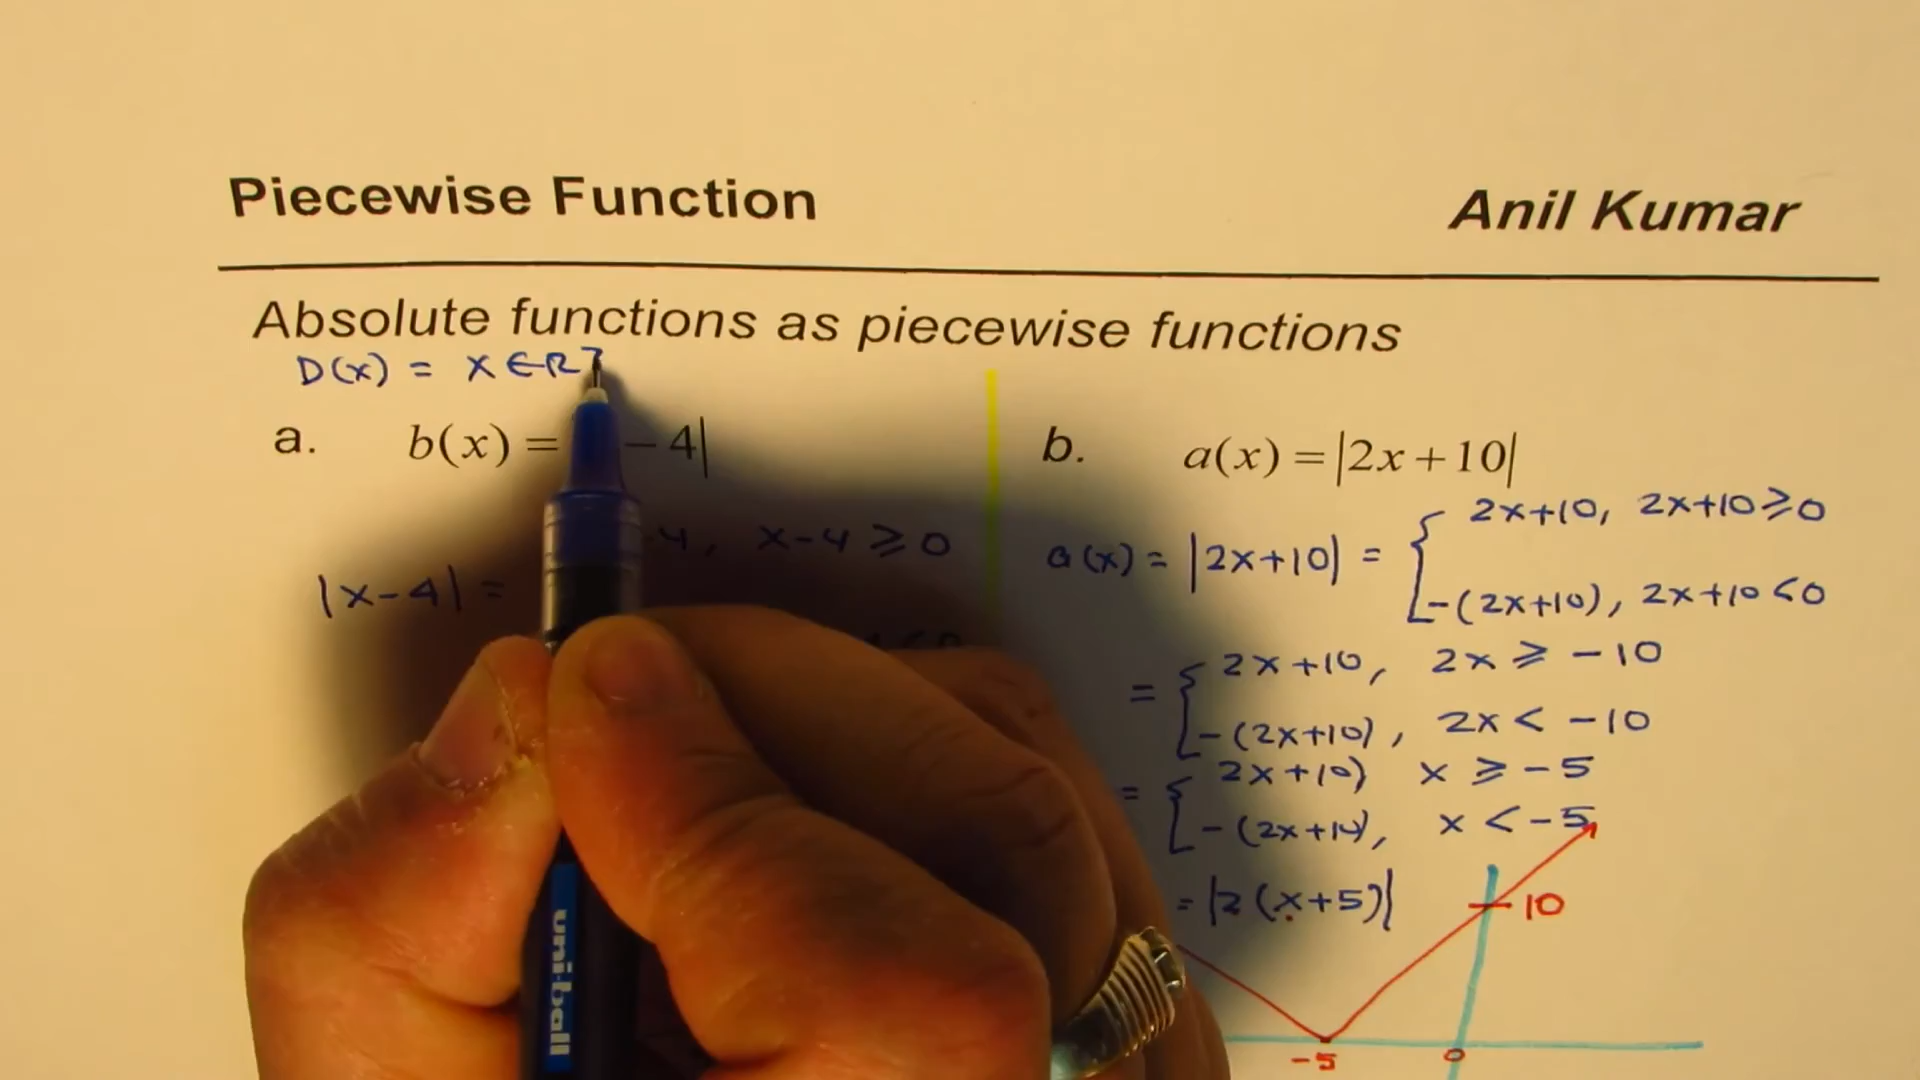 Piecewise Function
Anil Kumar
Absolute functions as piecewise functions
D(x) = x ∈ R
a. b(x) = - 4|
-4, x-4 ≥ 0
|x-4| =
< 0
b. a(x) = |2x+10|
a(x) = |2x+10| = { 2x+10, 2x+10 ≥ 0
-(2x+10), 2x+10 < 0
= { 2x+10, 2x ≥ -10
-(2x+10), 2x < -10
= { 2x+10) x ≥ -5
-(2x+10), x < -5
= |2(x+5)|
10
-5 0
uni-ball